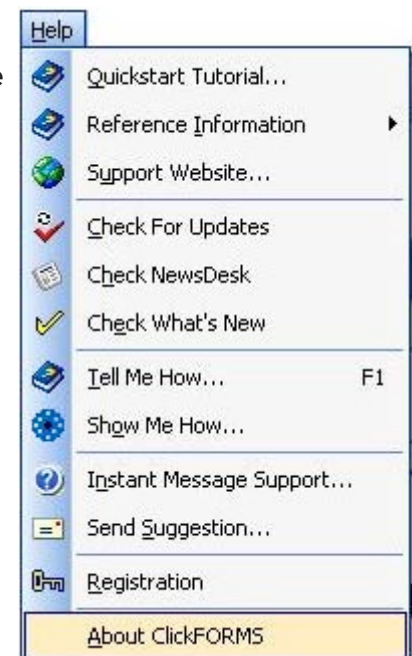 Help
e
Quickstart Tutorial...
Reference Information
Support Website...
Check For Updates
Check NewsDesk
Check What's New
Tell Me How... F1
Show Me How...
Instant Message Support...
Send Suggestion...
Registration
About ClickFORMS